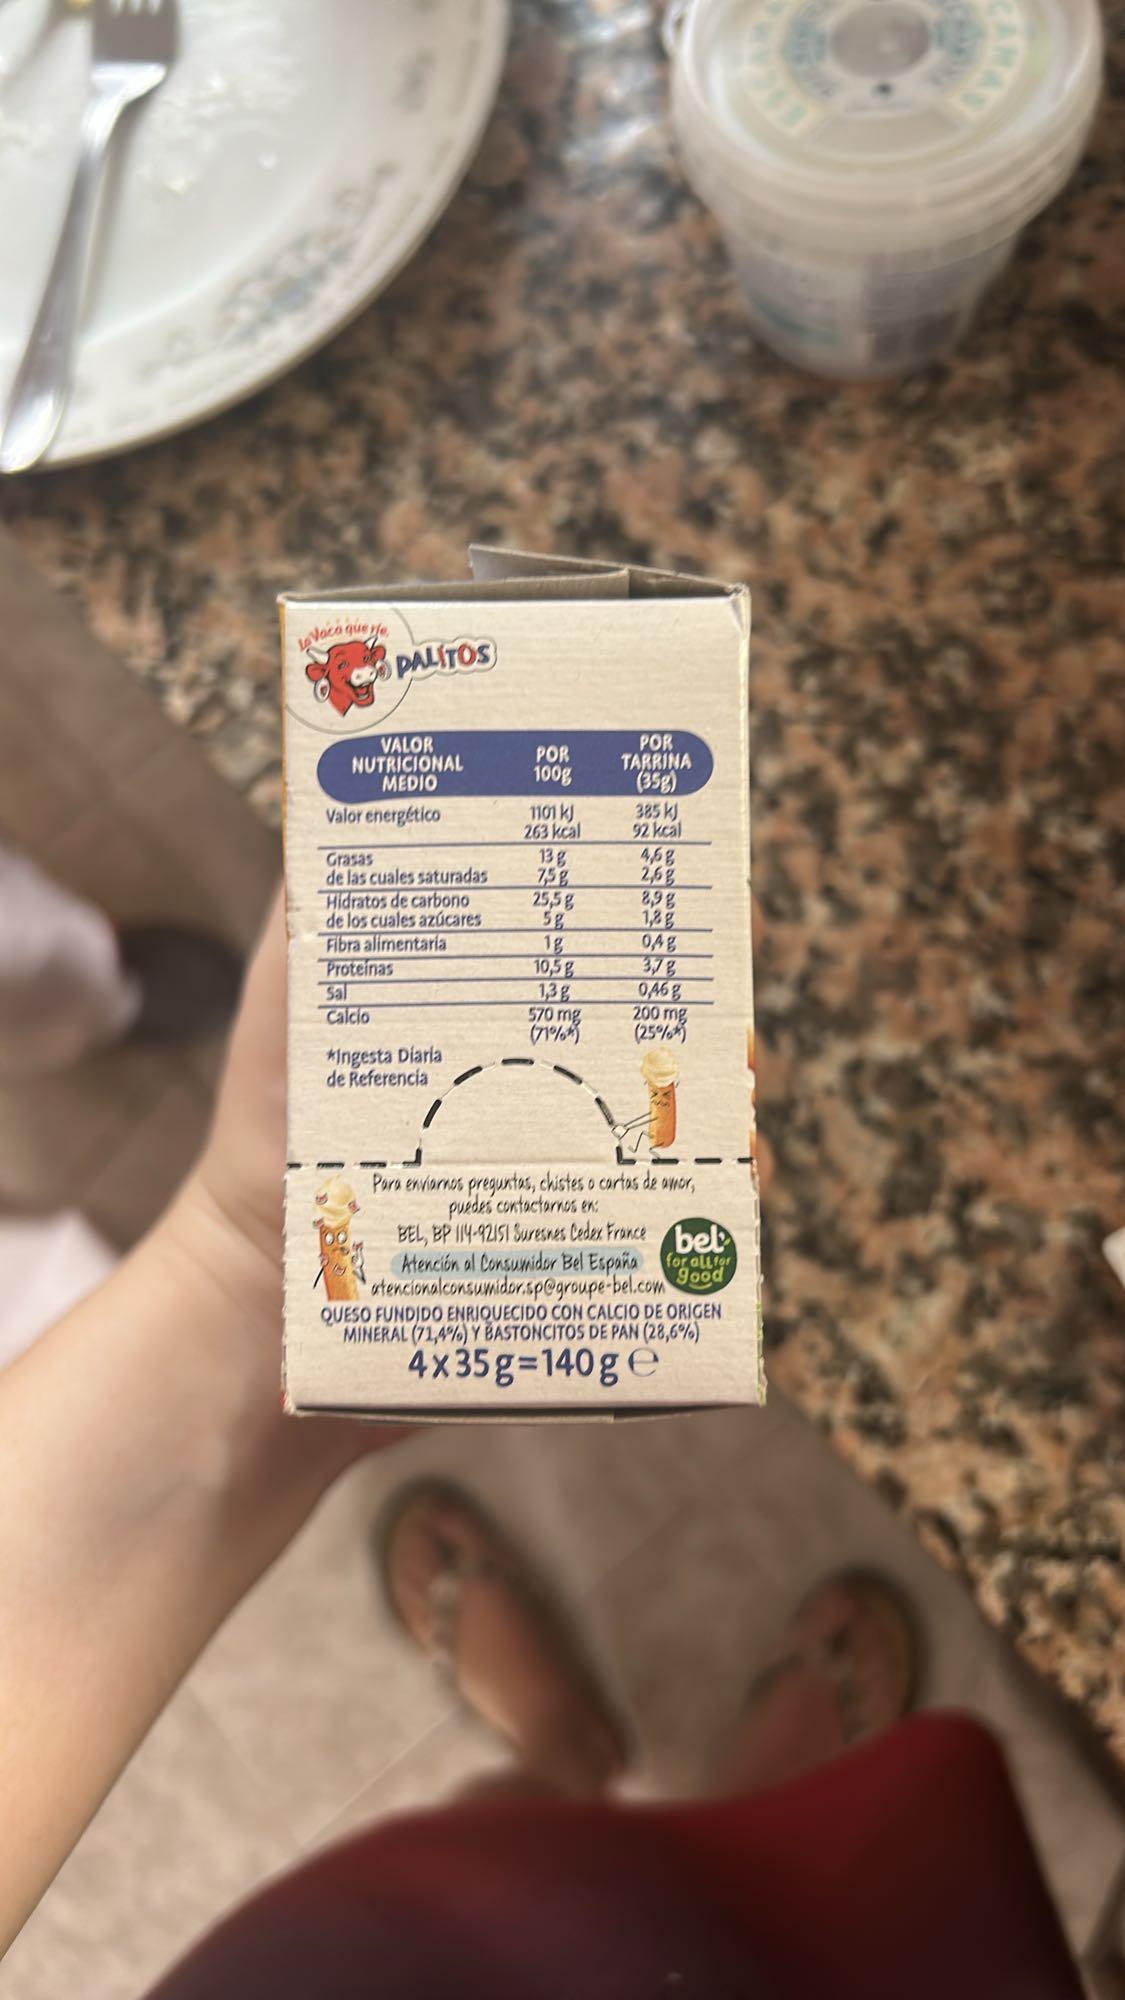 La Vaca que ríe
PALITOS
VALOR NUTRICIONAL MEDIO POR 100g POR TARRINA (35g)
Valor energético 1101 kJ 385 kJ
263 kcal 92 kcal
Grasas 13 g 4,6 g
de las cuales saturadas 7,5 g 2,6 g
Hidratos de carbono 25,5 g 8,9 g
de los cuales azúcares 5 g 1,8 g
Fibra alimentaria 1 g 0,4 g
Proteínas 10,5 g 3,7 g
Sal 1,3 g 0,46 g
Calcio 570 mg 200 mg
(71%*) (25%*)
*Ingesta Diaria
de Referencia
Para enviarnos preguntas, chistes o cartas de amor,
puedes contactarnos en:
BEL, BP 114-92151 Suresnes Cedex France
Atención al Consumidor Bel España
atencionalconsumidor.sp@groupe-bel.com
bel
for all for
good
QUESO FUNDIDO ENRIQUECIDO CON CALCIO DE ORIGEN
MINERAL (71,4%) Y BASTONCITOS DE PAN (28,6%)
4x35g=140g e